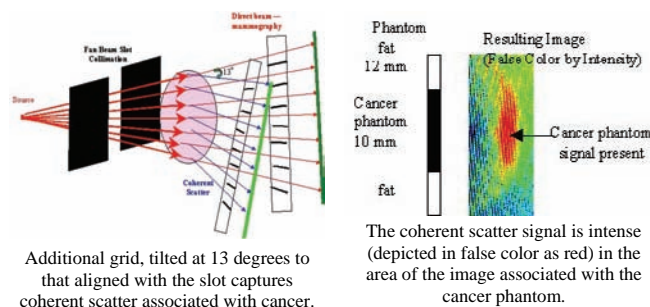 Direct beam —
mammography
Fan Beam Slot
Collimation
13°
Source
Coherent
Scatter
Additional grid, tilted at 13 degrees to
that aligned with the slot captures
coherent scatter associated with cancer.
Phantom
fat
12 mm
Resulting Image
(False Color by Intensity)
Cancer
phantom
10 mm
Cancer phantom
signal present
fat
The coherent scatter signal is intense
(depicted in false color as red) in the
area of the image associated with the
cancer phantom.